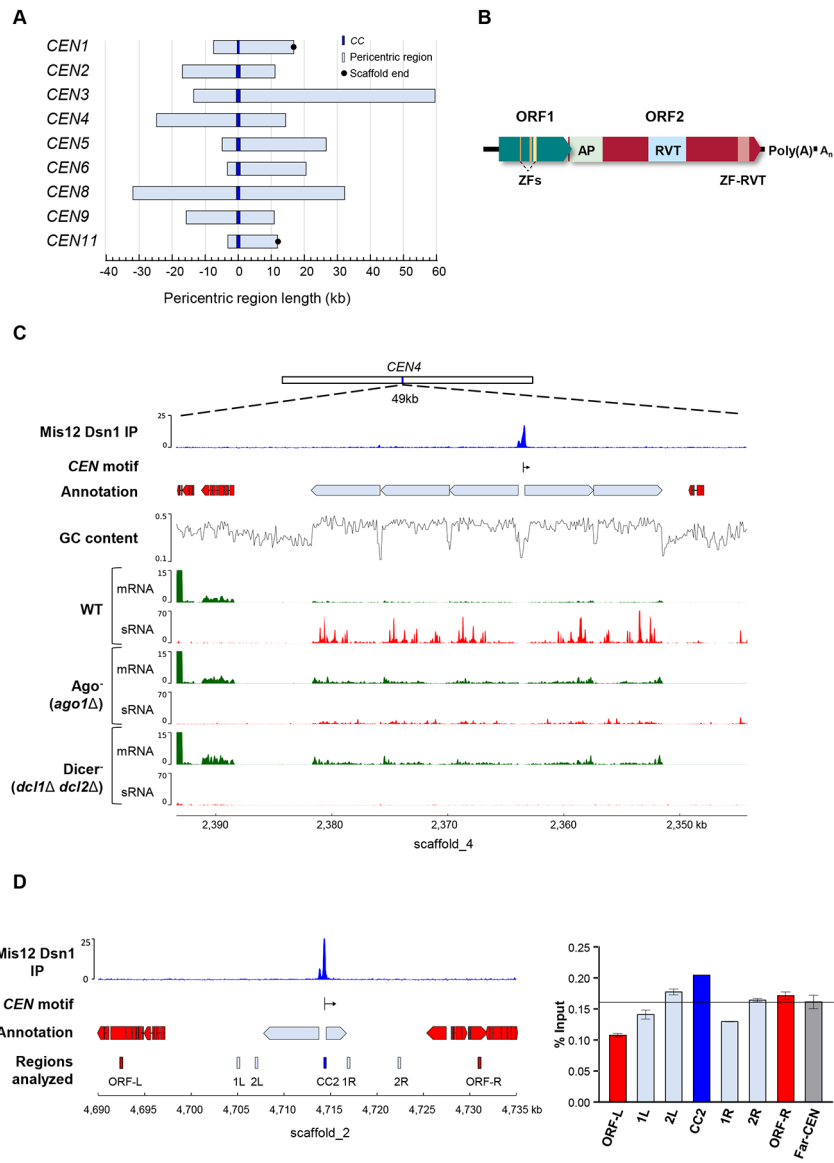 A
CEN1
CEN2
CEN3
CEN4
CEN5
CEN6
CEN8
CEN9
CEN11
CC
Pericentric region
Scaffold end
-40 -30 -20 -10 0 10 20 30 40 50 60
Pericentric region length (kb)
B
ORF1 ORF2
AP RVT Poly(A) An
ZFs ZF-RVT
C
CEN4
49kb
25
Mis12 Dsn1 IP
0
CEN motif
Annotation
0.5
GC content
0.1
WT
15
mRNA
0
70
sRNA
0
Ago-
(ago1Δ)
15
mRNA
0
70
sRNA
0
Dicer-
(dcl1Δ dcl2Δ)
15
mRNA
0
70
sRNA
0
2,390 2,380 2,370 2,360 2,350 kb
scaffold_4
D
25
Mis12 Dsn1
IP
0
CEN motif
Annotation
Regions
analyzed
ORF-L 1L 2L CC2 1R 2R ORF-R
4,690 4,695 4,700 4,705 4,710 4,715 4,720 4,725 4,730 4,735 kb
scaffold_2
% Input
0.25
0.20
0.15
0.10
0.05
0.00
ORF-L 1L 2L CC2 1R 2R ORF-R Far-CEN